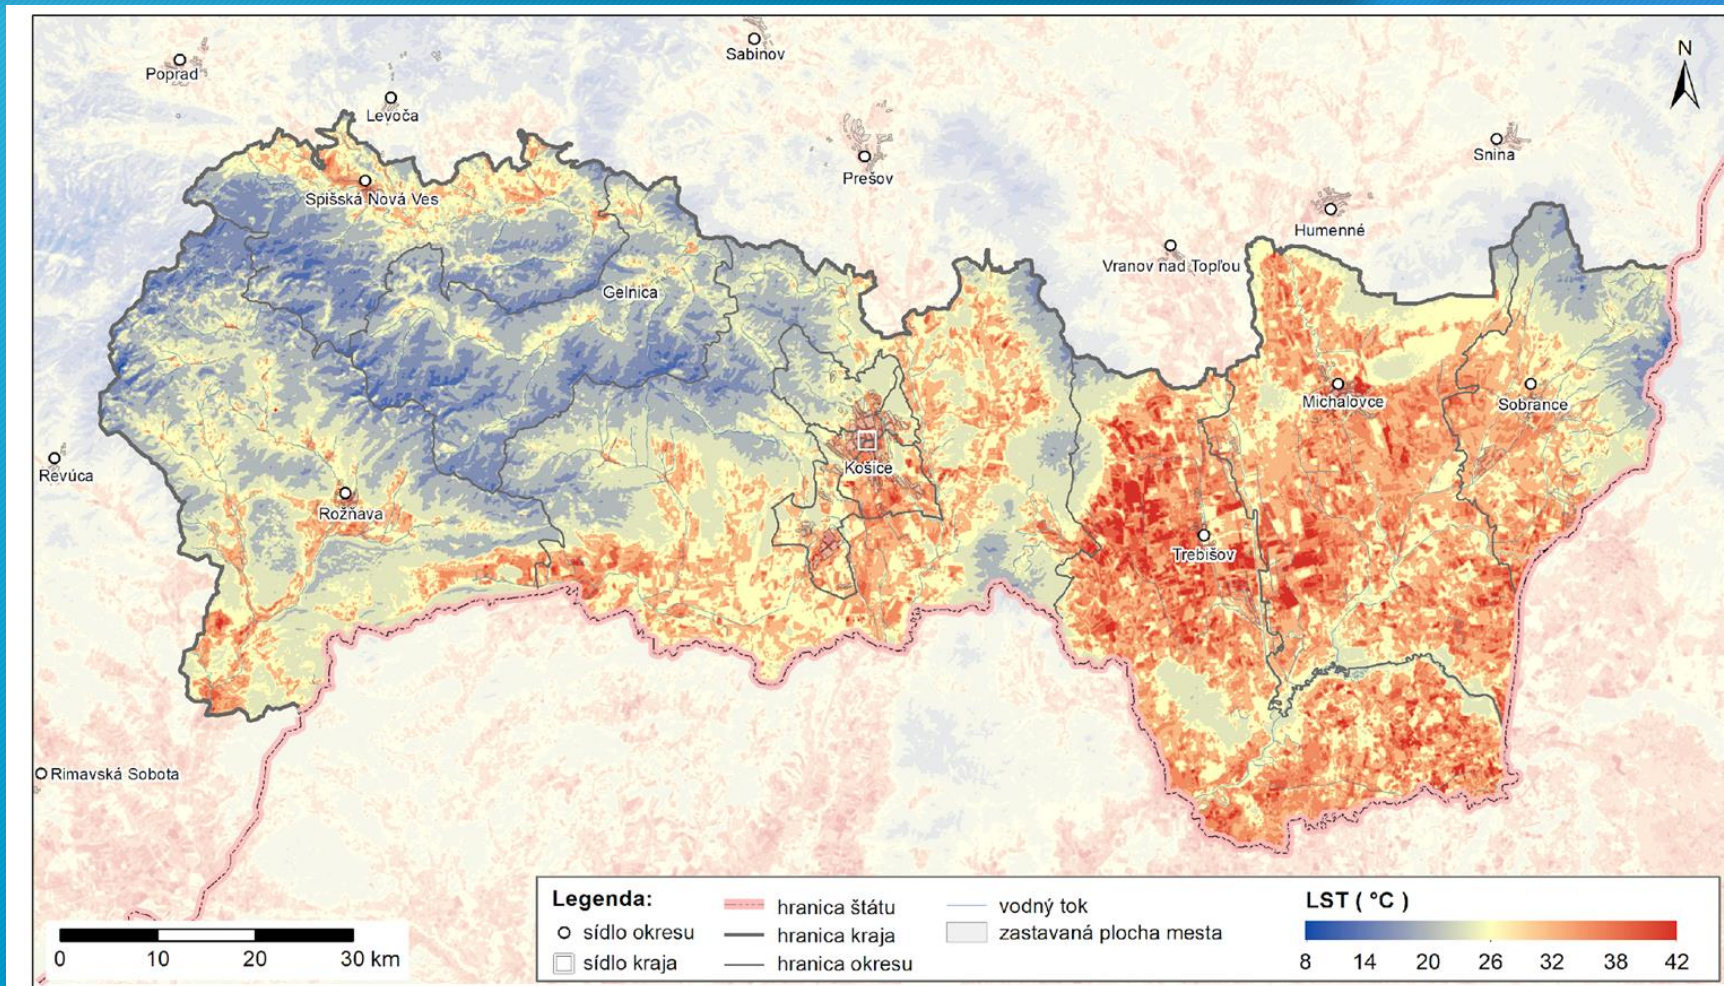 Sabinov
N
Poprad
Levoča
Snina
Prešov
Spišská Nová Ves
Humenné
Vranov nad Topľou
Gelnica
Michalovce
Sobrance
Revúca
Košice
Rožňava
Trebišov
Rimavská Sobota
Legenda:
sídlo okresu
sídlo kraja
hranica štátu
hranica kraja
hranica okresu
vodný tok
zastavaná plocha mesta
LST ( °C )
8 14 20 26 32 38 42
0 10 20 30 km